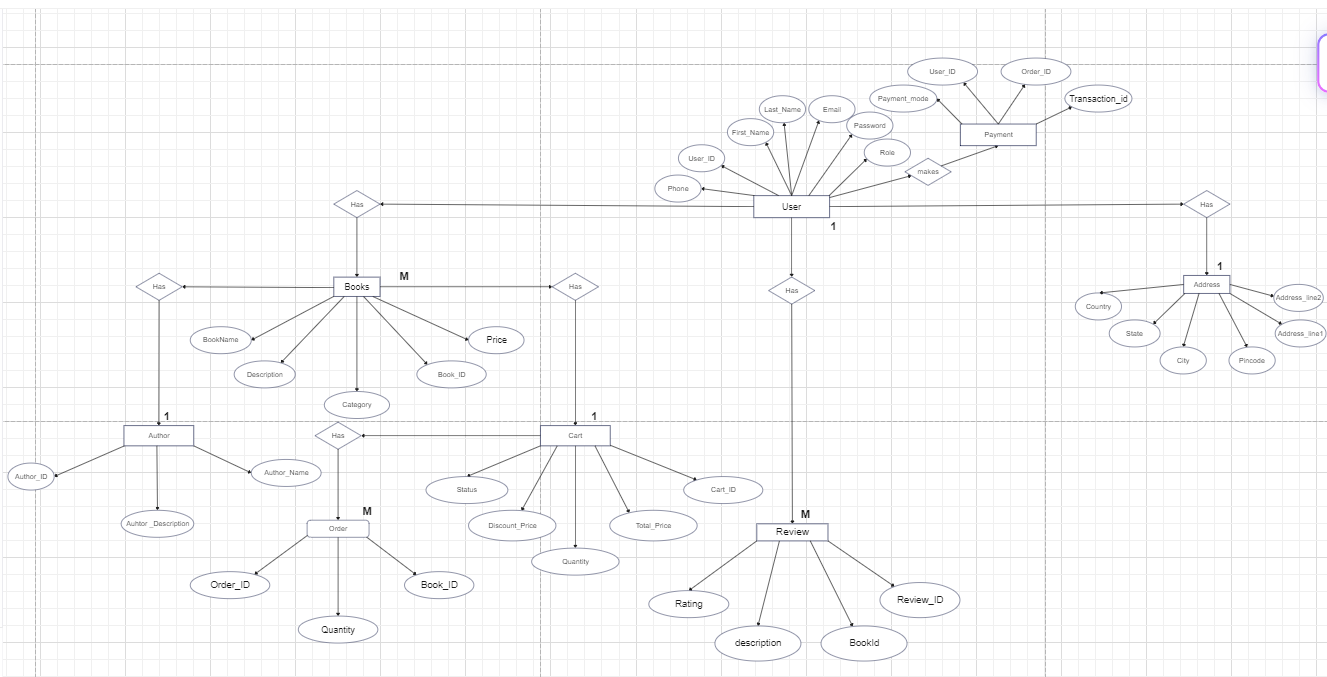 User_ID
Order_ID
Payment_mode
Transaction_id
Last_Name
Email
First_Name
Password
Payment
Role
User_ID
makes
Phone
Has
User
Has
1
M
1
Has
Books
Has
Has
Address
Country
Address_line2
BookName
Price
State
Address_line1
Description
Book_ID
City
Pincode
Category
1
1
Author
Has
Cart
Author_ID
Author_Name
Status
Cart_ID
M
M
Auhtor _Description
Order
Discount_Price
Total_Price
Review
Quantity
Order_ID
Book_ID
Rating
Review_ID
Quantity
description
BookId